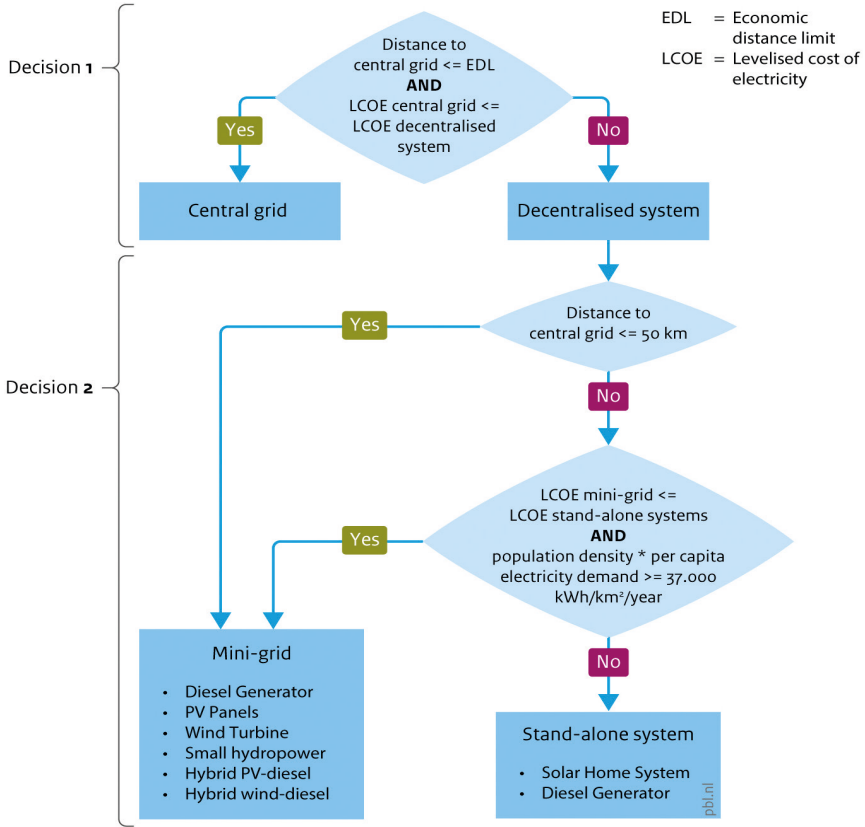 EDL = Economic
distance limit
LCOE = Levelised cost of
electricity
Decision 1
Distance to
central grid <= EDL
AND
LCOE central grid <=
LCOE decentralised
system
Yes
No
Central grid
Decentralised system
Decision 2
Distance to
central grid <= 50 km
Yes
No
LCOE mini-grid <=
LCOE stand-alone systems
AND
population density * per capita
electricity demand >= 37.000
kWh/km²/year
Yes
No
Mini-grid
• Diesel Generator
• PV Panels
• Wind Turbine
• Small hydropower
• Hybrid PV-diesel
• Hybrid wind-diesel
Stand-alone system
• Solar Home System
• Diesel Generator
pbl.nl